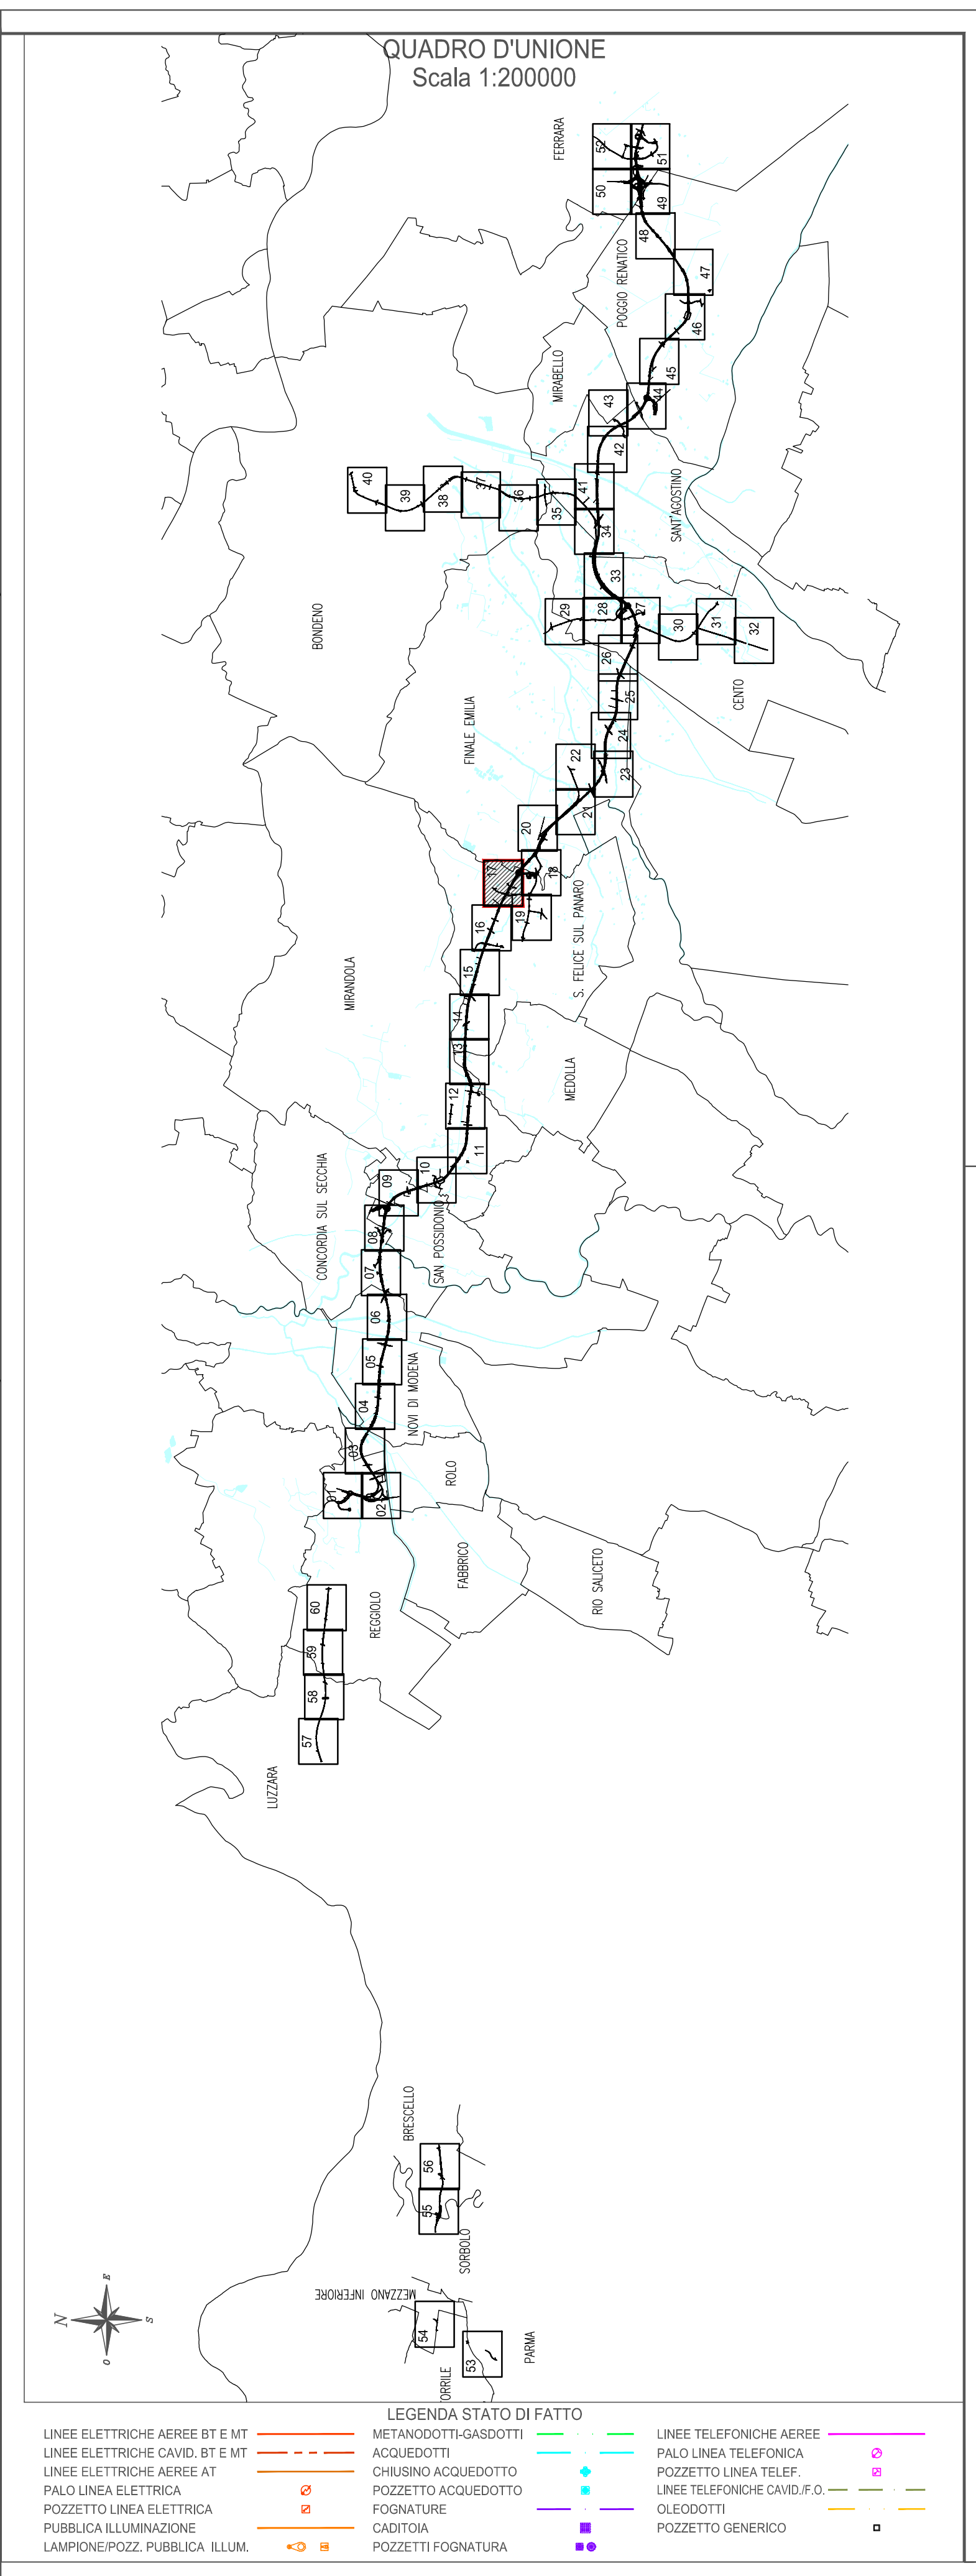 QUADRO D'UNIONE
Scala 1:200000
FERRARA
52
51
50
49
48
POGGIO RENATICO
47
46
MIRABELLO
45
44
43
42
40
39
38
37
36
35
41
34
SANT'AGOSTINO
BONDENO
33
29
28
27
30
31
32
26
25
CENTO
FINALE EMILIA
24
23
22
21
20
17
18
19
S. FELICE SUL PANARO
16
MIRANDOLA
15
14
13
MEDOLLA
12
11
CONCORDIA SUL SECCHIA
10
09
SAN POSSIDONIO
08
07
06
05
NOVI DI MODENA
04
03
ROLO
02
FABBRICO
RIO SALICETO
REGGIOLO
60
59
58
57
LUZZARA
BRESCELLO
56
55
SORBOLO
MEZZANO INFERIORE
54
53
PARMA
TORRILE
N
E
S
O
LEGENDA STATO DI FATTO
LINEE ELETTRICHE AEREE BT E MT
LINEE ELETTRICHE CAVID. BT E MT
LINEE ELETTRICHE AEREE AT
PALO LINEA ELETTRICA
POZZETTO LINEA ELETTRICA
PUBBLICA ILLUMINAZIONE
LAMPIONE/POZZ. PUBBLICA ILLUM.
METANODOTTI-GASDOTTI
ACQUEDOTTI
CHIUSINO ACQUEDOTTO
POZZETTO ACQUEDOTTO
FOGNATURE
CADITOIA
POZZETTI FOGNATURA
LINEE TELEFONICHE AEREE
PALO LINEA TELEFONICA
POZZETTO LINEA TELEF.
LINEE TELEFONICHE CAVID./F.O.
OLEODOTTI
POZZETTO GENERICO